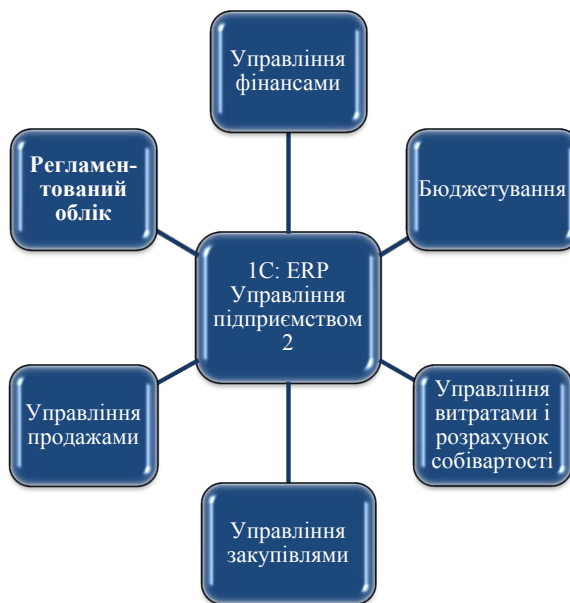 Управління
фінансами
Регламен-
тований
облік
Бюджетування
1С: ERP
Управління
підприємством
2
Управління
продажами
Управління
витратами і
розрахунок
собівартості
Управління
закупівлями